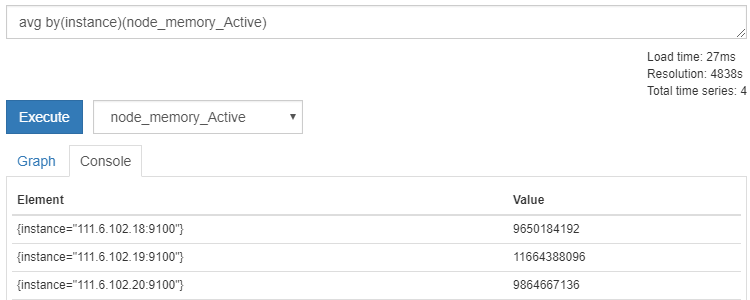 avg by(instance)(node_memory_Active)
Load time: 27ms
Resolution: 4838s
Total time series: 4
Execute node_memory_Active
Graph Console
Element Value
{instance="111.6.102.18:9100"} 9650184192
{instance="111.6.102.19:9100"} 11664388096
{instance="111.6.102.20:9100"} 9864667136